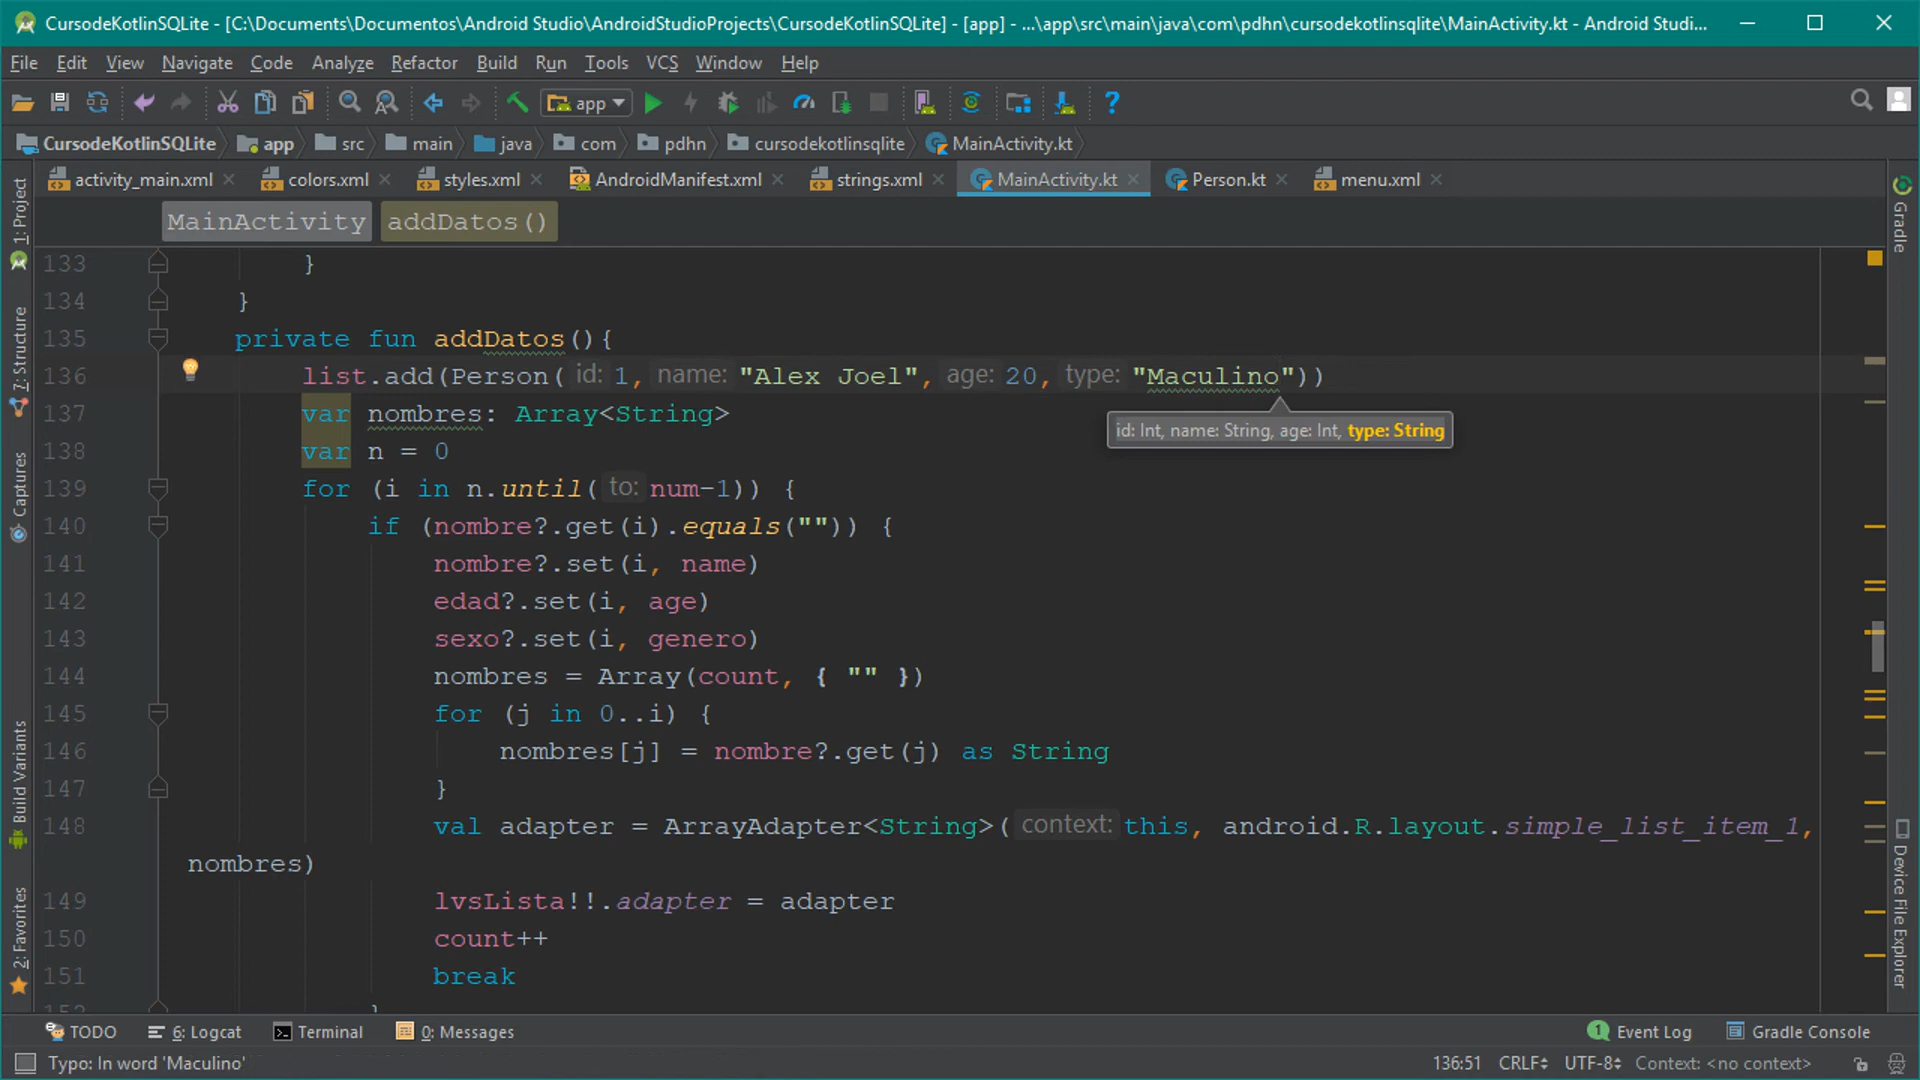 CursodeKotlinSQLite - [C:\Documents\Documentos\Android Studio\AndroidStudioProjects\CursodeKotlinSQLite] - [app] - ...\app\src\main\java\com\pdhn\cursodekotlinsqlite\MainActivity.kt - Android Studi...
File Edit View Navigate Code Analyze Refactor Build Run Tools VCS Window Help
app
CursodeKotlinSQLite app src main java com pdhn cursodekotlinsqlite MainActivity.kt
activity_main.xml colors.xml styles.xml AndroidManifest.xml strings.xml MainActivity.kt Person.kt menu.xml
MainActivity addDatos()
133 }
134 }
135 private fun addDatos(){
136 list.add(Person( id: 1, name: "Alex Joel", age: 20, type: "Maculino"))
137 var nombres: Array<String>
id: Int, name: String, age: Int, type: String
138 var n = 0
139 for (i in n.until( to: num-1)) {
140 if (nombre?.get(i).equals("")) {
141 nombre?.set(i, name)
142 edad?.set(i, age)
143 sexo?.set(i, genero)
144 nombres = Array(count, { "" })
145 for (j in 0..i) {
146 nombres[j] = nombre?.get(j) as String
147 }
148 val adapter = ArrayAdapter<String>( context: this, android.R.layout.simple_list_item_1,
nombres)
149 lvsLista!!.adapter = adapter
150 count++
151 break
1: Project
7: Structure
Captures
Build Variants
2: Favorites
Gradle
Device File Explorer
TODO 6: Logcat Terminal 0: Messages 1 Event Log Gradle Console
Typo: In word 'Maculino' 136:51 CRLF UTF-8 Context: <no context>